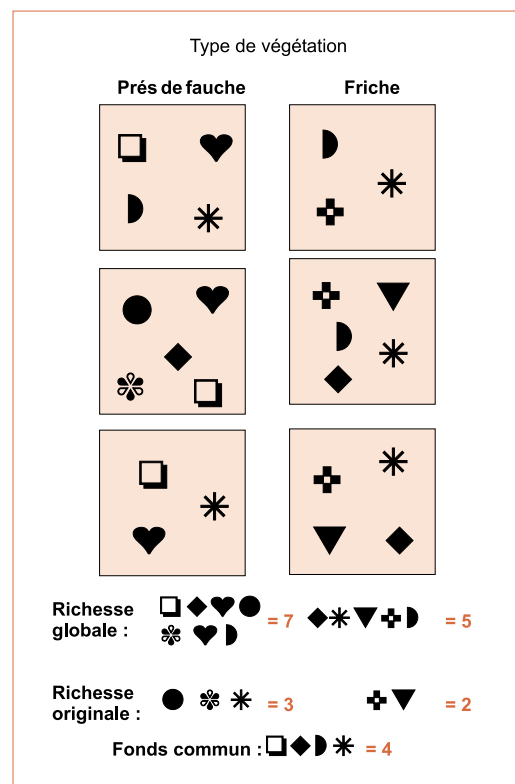 Type de végétation
Prés de fauche Friche
Richesse
globale : = 7 = 5
Richesse
originale : = 3 = 2
Fonds commun : = 4